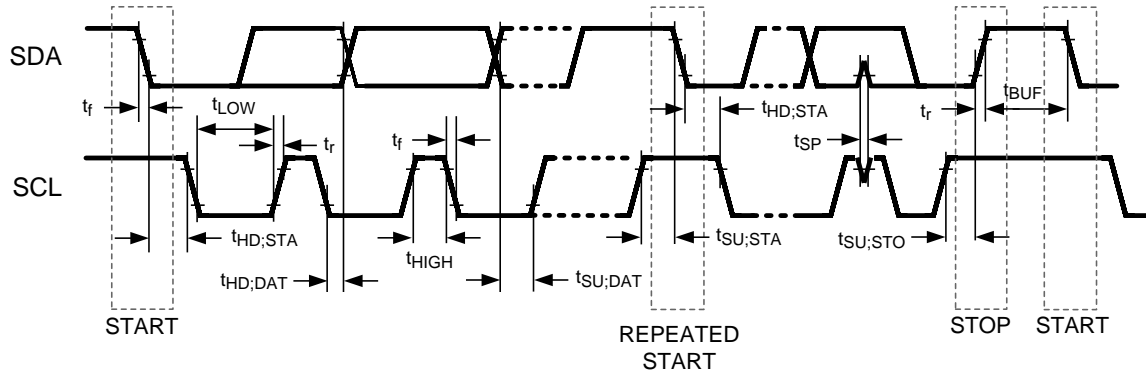 SDA
t_f
t_LOW
t_r
t_f
t_HD;STA
t_SP
t_r
t_BUF
SCL
t_HD;STA
t_HD;DAT
t_HIGH
t_SU;DAT
t_SU;STA
t_SU;STO
START
REPEATED
START
STOP
START